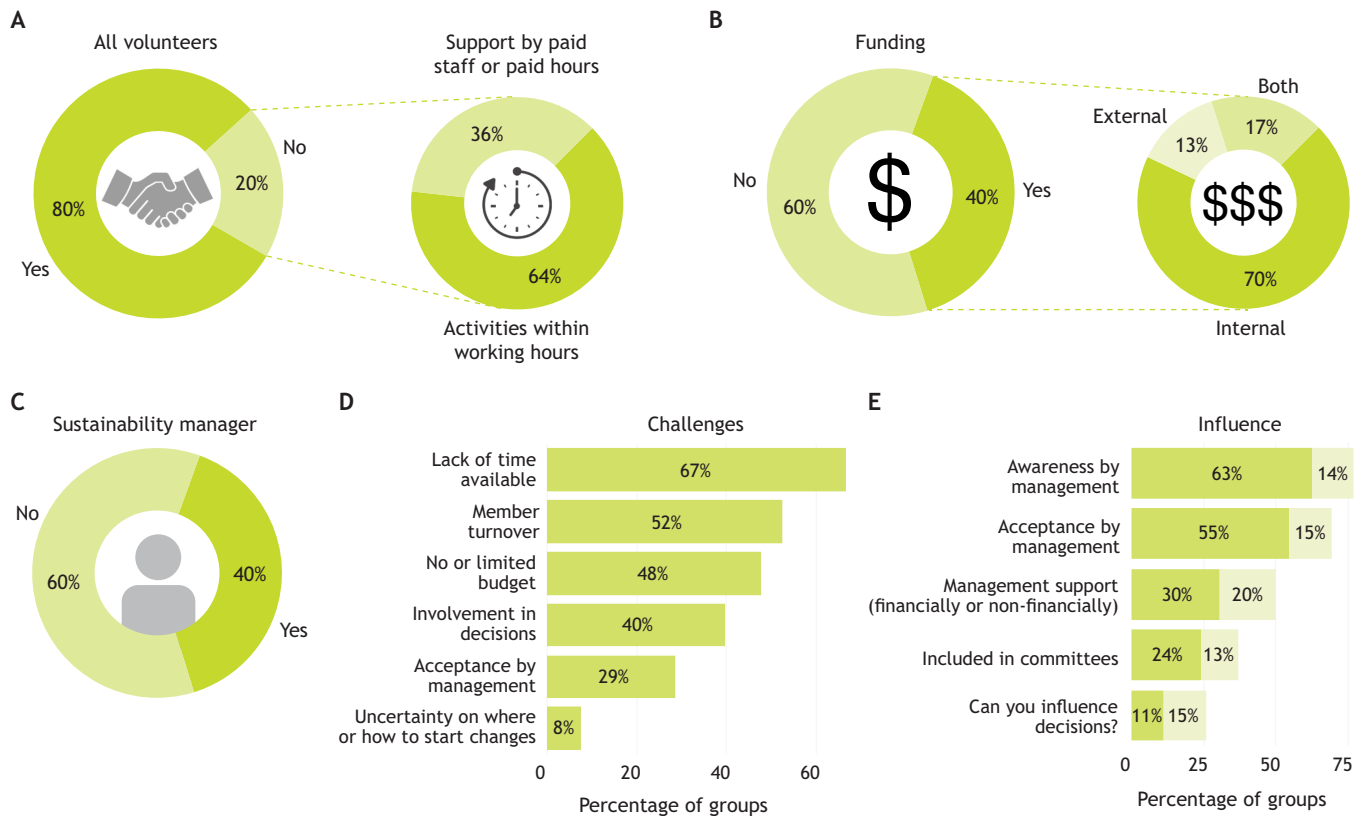 A
All volunteers
No
20%
80%
Yes
Support by paid
staff or paid hours
36%
64%
Activities within
working hours
B
Funding
No
60%
40%
Yes
$
Both
External
17%
13%
$$$
70%
Internal
C
Sustainability manager
No
60%
40%
Yes
D
Challenges
Lack of time
available
67%
Member
turnover
52%
No or limited
budget
48%
Involvement in
decisions
40%
Acceptance by
management
29%
Uncertainty on where
or how to start changes
8%
0 20 40 60
Percentage of groups
E
Influence
Awareness by
management
63% 14%
Acceptance by
management
55% 15%
Management support
(financially or non-financially)
30% 20%
Included in committees
24% 13%
Can you influence
decisions?
11% 15%
0 25 50 75
Percentage of groups